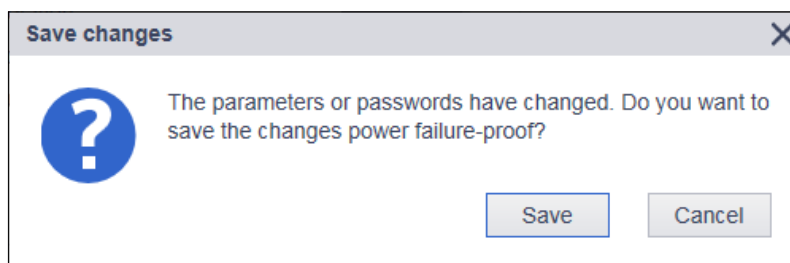 Save changes
The parameters or passwords have changed. Do you want to
save the changes power failure-proof?
Save
Cancel